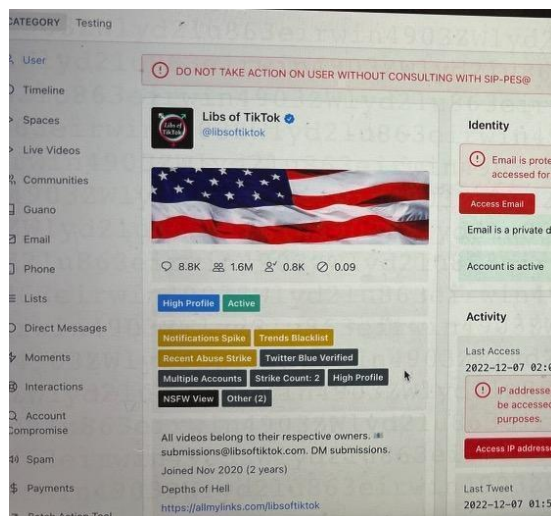 CATEGORY Testing
User
Timeline
Spaces
Live Videos
Communities
Guano
Email
Phone
Lists
Direct Messages
Moments
Interactions
Account
Compromise
Spam
Payments
DO NOT TAKE ACTION ON USER WITHOUT CONSULTING WITH SIP-PES@
Libs of TikTok
@libsoftiktok
8.8K 1.6M 0.8K 0.09
High Profile Active
Notifications Spike Trends Blacklist
Recent Abuse Strike Twitter Blue Verified
Multiple Accounts Strike Count: 2 High Profile
NSFW View Other (2)
All videos belong to their respective owners.
submissions@libsoftiktok.com. DM submissions.
Joined Nov 2020 (2 years)
Depths of Hell
https://allmylinks.com/libsoftiktok
Identity
Email is prote
accessed for
Access Email
Email is a private d
Account is active
Activity
Last Access
2022-12-07 02:
IP addresse
be accessed
purposes.
Access IP address
Last Tweet
2022-12-07 01:5